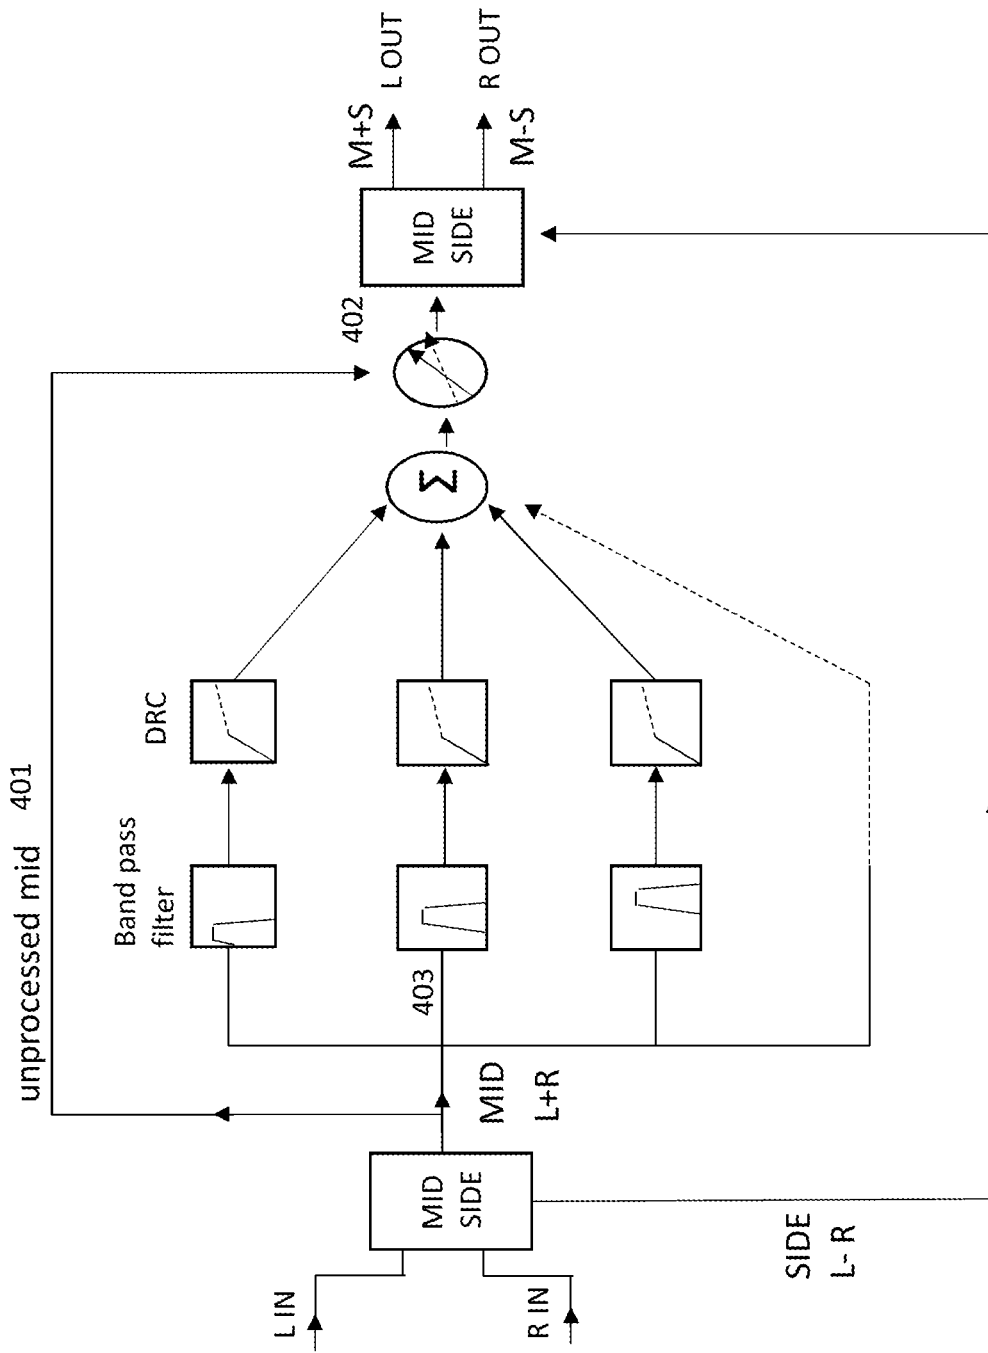 unprocessed mid 401
Band pass
filter
DRC
402
M+S
L OUT
R OUT
M-S
MID
SIDE
Σ
403
MID
L+R
MID
SIDE
L IN
R IN
SIDE
L- R